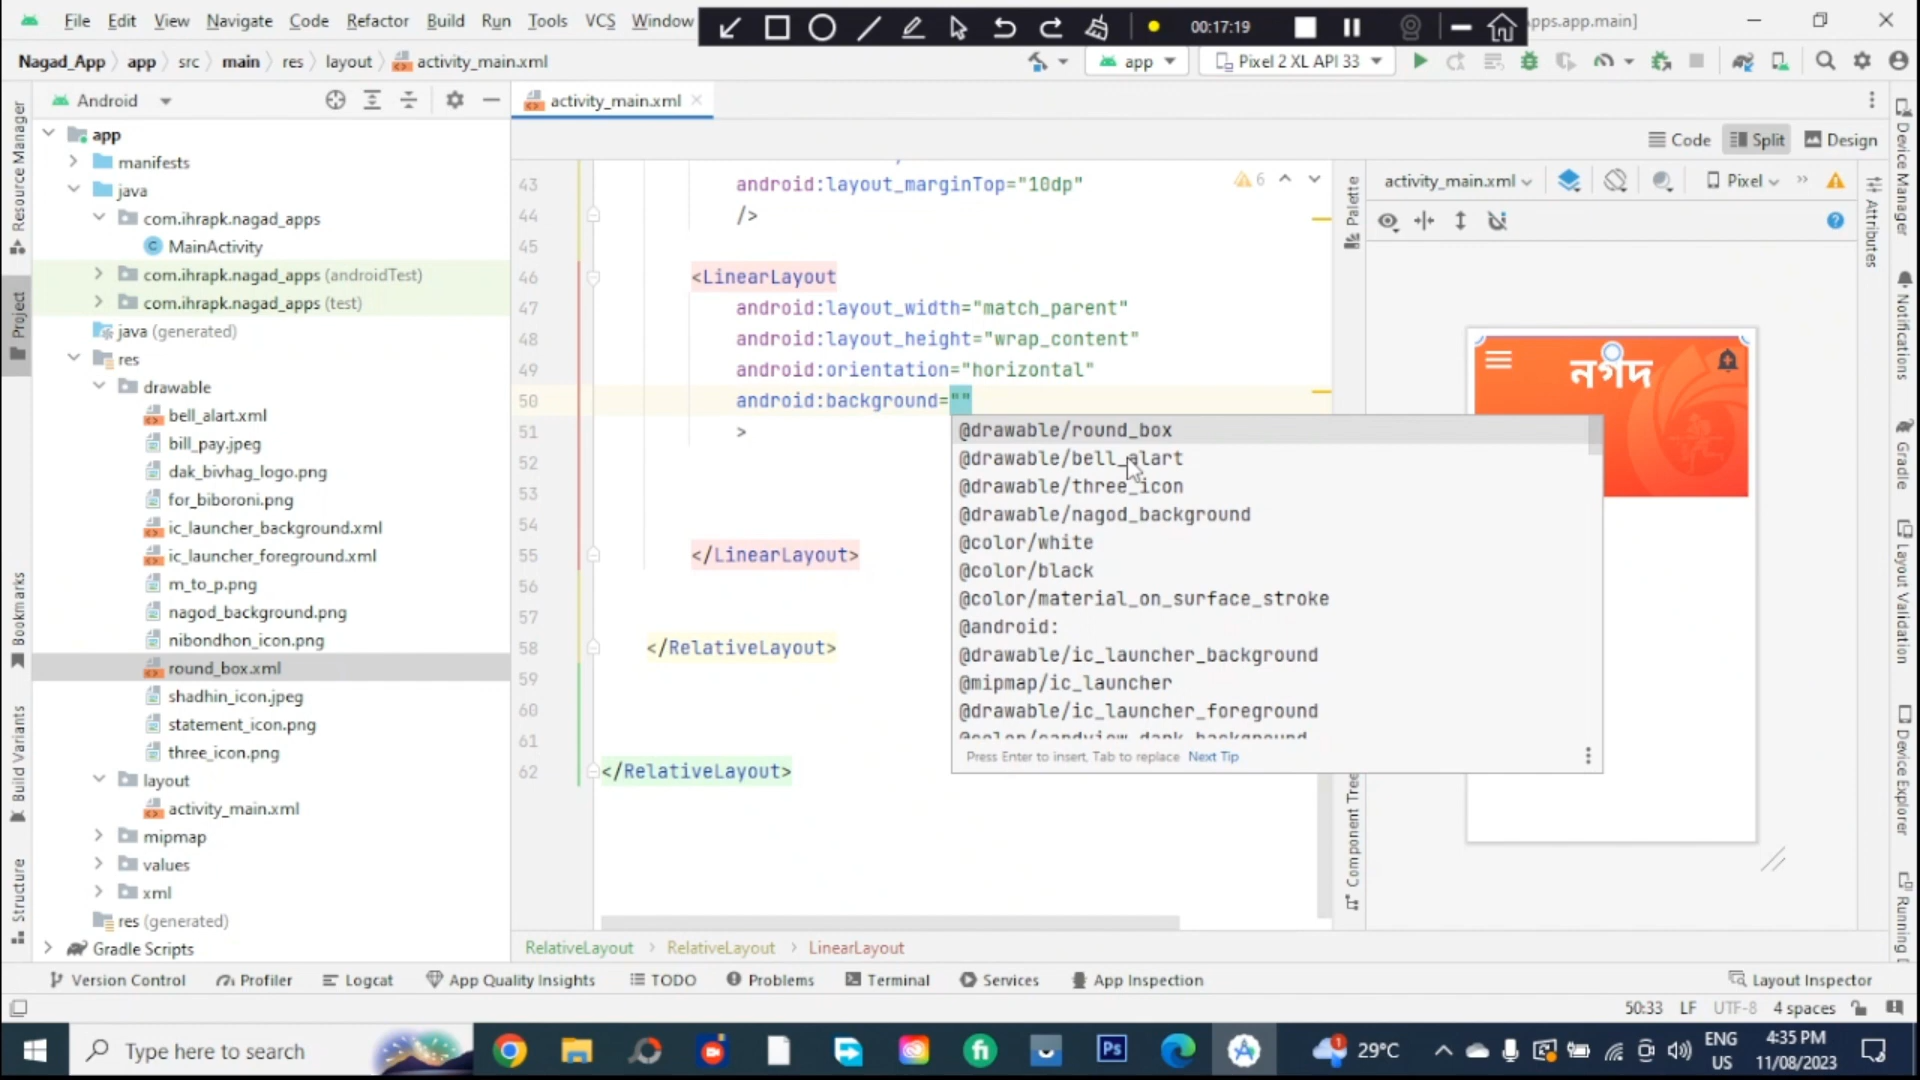 File Edit View Navigate Code Refactor Build Run Tools VCS Window 00:17:19 ps.app.main]
Nagad_App app src main res layout activity_main.xml app Pixel 2 XL API 33
Android activity_main.xml
Code Split Design
activity_main.xml Pixel
Resource Manager
Project
Bookmarks
Build Variants
Structure
app
manifests
java
com.ihrapk.nagad_apps
MainActivity
com.ihrapk.nagad_apps (androidTest)
com.ihrapk.nagad_apps (test)
java (generated)
res
drawable
bell_alart.xml
bill_pay.jpeg
dak_bivhag_logo.png
for_biboroni.png
ic_launcher_background.xml
ic_launcher_foreground.xml
m_to_p.png
nagod_background.png
nibondhon_icon.png
round_box.xml
shadhin_icon.jpeg
statement_icon.png
three_icon.png
layout
activity_main.xml
mipmap
values
xml
res (generated)
Gradle Scripts
43 android:layout_marginTop="10dp"
44 />
45
46 <LinearLayout
47 android:layout_width="match_parent"
48 android:layout_height="wrap_content"
49 android:orientation="horizontal"
50 android:background=""
51 >
52
53
54
55 </LinearLayout>
56
57
58 </RelativeLayout>
59
60
61
62 </RelativeLayout>
6
@drawable/round_box
@drawable/bell_alart
@drawable/three_icon
@drawable/nagod_background
@color/white
@color/black
@color/material_on_surface_stroke
@android:
@drawable/ic_launcher_background
@mipmap/ic_launcher
@drawable/ic_launcher_foreground
Press Enter to insert, Tab to replace Next Tip
Palette
Component Tree
নগদ
Attributes
Device Manager
Notifications
Gradle
Layout Validation
Device Explorer
Running
RelativeLayout RelativeLayout LinearLayout
Version Control Profiler Logcat App Quality Insights TODO Problems Terminal Services App Inspection Layout Inspector
50:33 LF UTF-8 4 spaces
Type here to search Ps 1 29°C ENG US 4:35 PM 11/08/2023